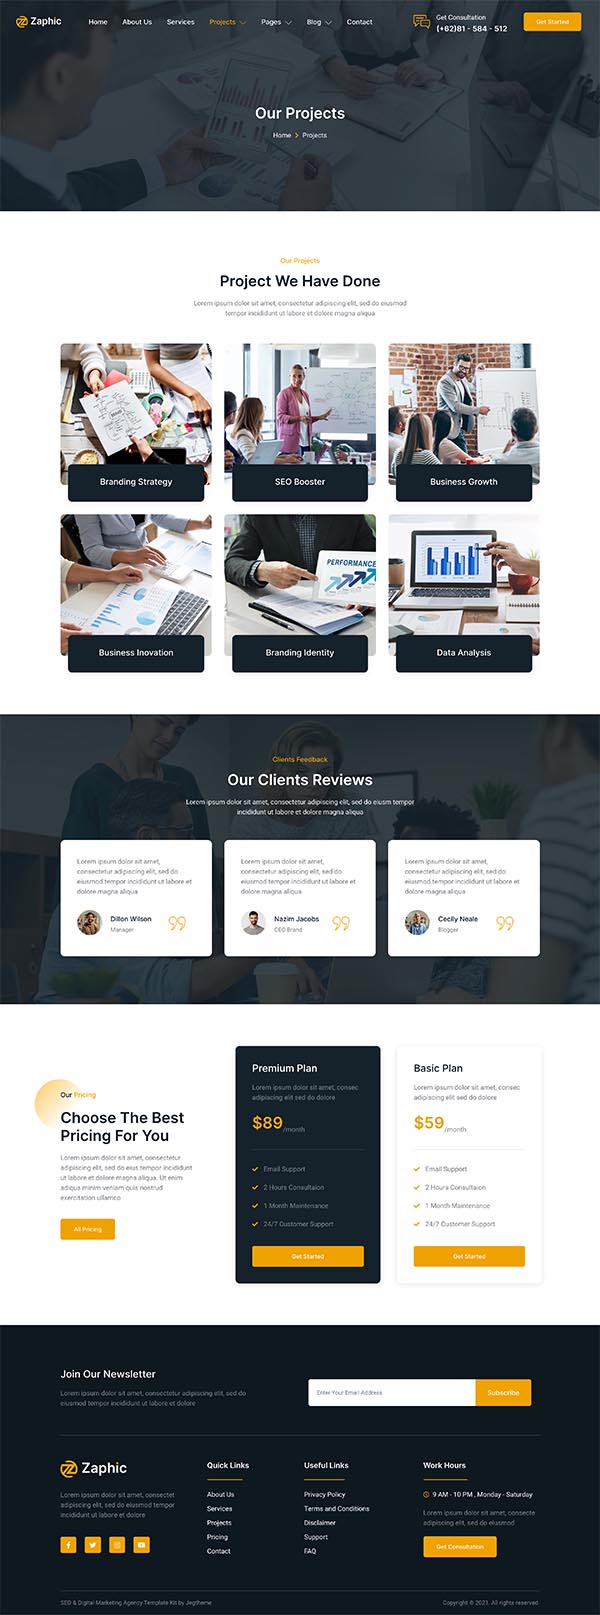 Zaphic
Home
About Us
Services
Projects
Pages
Blog
Contact
Get Consultation
(+62)81 - 584 - 512
Get Started
Our Projects
Home
Projects
Our Projects
Project We Have Done
Lorem ipsum dolor sit amet, consectetur adipiscing elit, sed do eiusmod
tempor incididunt ut labore et dolore magna aliqua
SEO
Branding Strategy
SEO Booster
Business Growth
PERFORMANCE
Business Inovation
Branding Identity
Data Analysis
Clients Feedback
Our Clients Reviews
Lorem ipsum dolor sit amet, consectetur adipiscing elit, sed do eiusm tempor
incididunt ut labore et dolore magna aliqua
Lorem ipsum dolor sit amet,
consectetur adipiscing elit, sed do
eiusmod tempor incididunt ut labore et
dolore magna aliqua
Dillon Wilson
Manager
Lorem ipsum dolor sit amet,
consectetur adipiscing elit, sed do
eiusmod tempor incididunt ut labore et
dolore magna aliqua
Nazim Jacobs
CEO Brand
Lorem ipsum dolor sit amet,
consectetur adipiscing elit, sed do
eiusmod tempor incididunt ut labore et
dolore magna aliqua
Cecily Neale
Blogger
Our Pricing
Choose The Best
Pricing For You
Lorem ipsum dolor sit amet, consectetur
adipiscing elit, sed do eius tempor incididunt
ut labore et dolore magna aliqua. Ut enim
adiqua minim veniam quis nostrud
exercitation ullamco
All Pricing
Premium Plan
Lorem ipsum dolor sit amet, consec
adipiscing elit sed do dolore
$89/month
Email Support
2 Hours Consultaion
1 Month Maintenance
24/7 Customer Support
Get Started
Basic Plan
Lorem ipsum dolor sit amet, consec
adipiscing elit sed do dolore
$59/month
Email Support
2 Hours Consultaion
1 Month Maintenance
24/7 Customer Support
Get Started
Join Our Newsletter
Lorem ipsum dolor sit amet, consectetur adipiscing elit, sed do
eiusmod tempor incididunt ut labore et dolore
Enter Your Email Address
Subscribe
Zaphic
Lorem ipsum dolor sit amet, consectet
adipiscing elit, sed do eiusmod tempor
incididunt ut labore et dolore
Quick Links
About Us
Services
Projects
Pricing
Contact
Useful Links
Privacy Policy
Terms and Conditions
Disclaimer
Support
FAQ
Work Hours
9 AM - 10 PM , Monday - Saturday
Lorem ipsum dolor sit amet, consecte
adipiscing elit, sed do eiusmod
Get Consultation
SEO & Digital Marketing Agency Template Kit by Jegtheme
Copyright © 2021. All rights reserved.